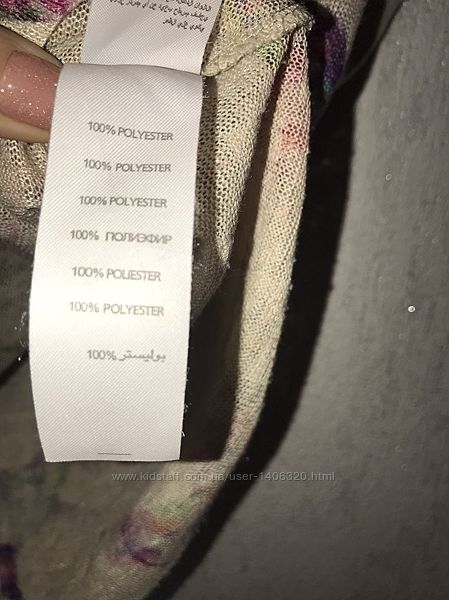 100% POLYESTER
100% POLYESTER
100% POLYESTER
100% ПОЛИЭФИР
100% POLIESTER
100% POLYESTER
100% بوليستر
www.kidstaff.com.ua/user-1406320.html